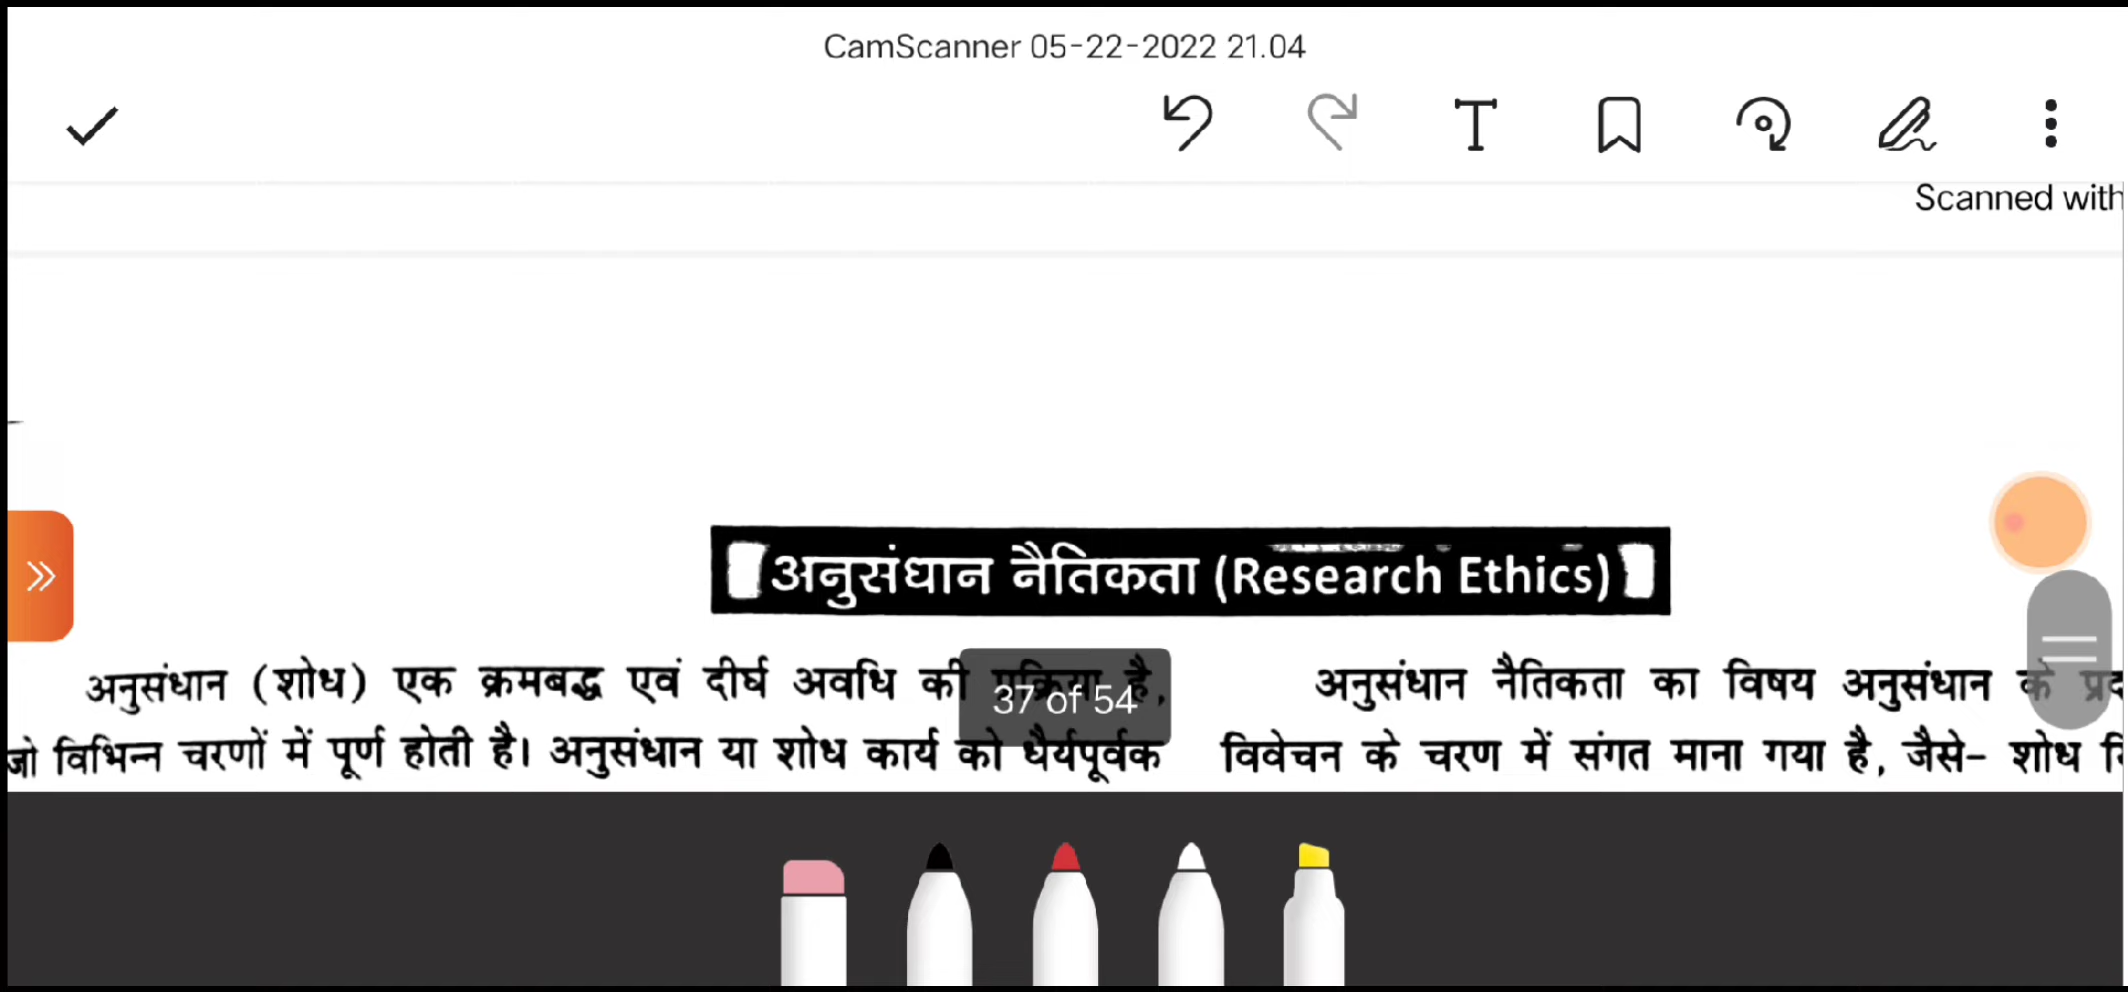 CamScanner 05-22-2022 21.04
Scanned with
अनुसंधान नैतिकता (Research Ethics)
अनुसंधान (शोध) एक क्रमबद्ध एवं दीर्घ अवधि की प्रक्रिया है,
जो विभिन्न चरणों में पूर्ण होती है। अनुसंधान या शोध कार्य को धैर्यपूर्वक
37 of 54
अनुसंधान नैतिकता का विषय अनुसंधान के
विवेचन के चरण में संगत माना गया है, जैसे- शोध